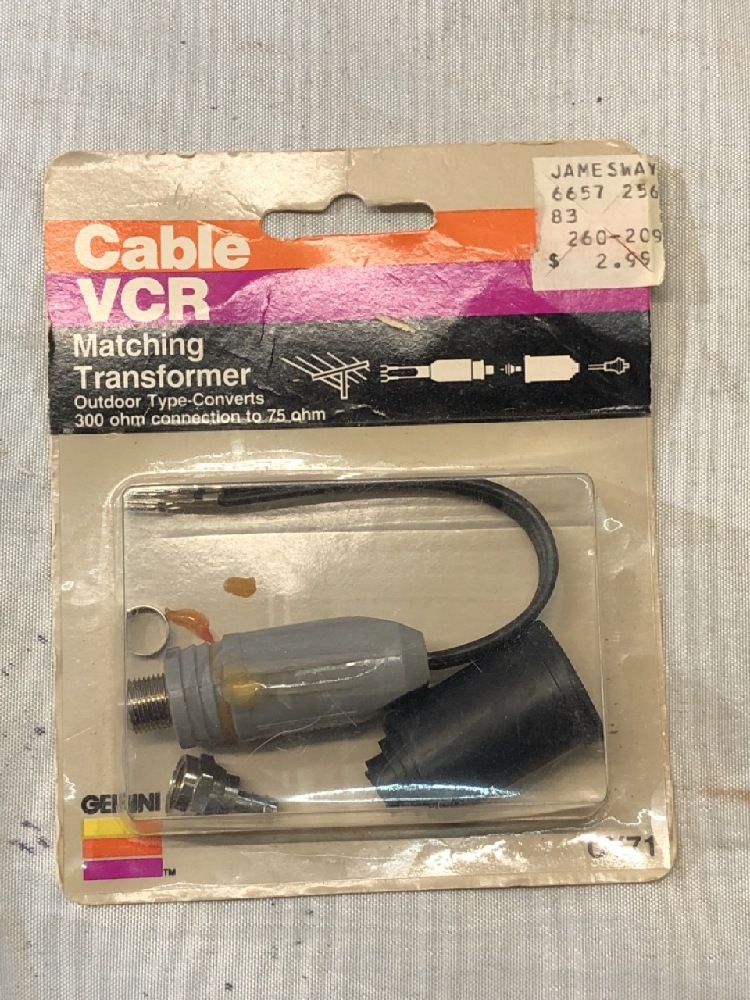 JAMESWAY
6657 256
83
260-209
$ 2.99
Cable
VCR
Matching
Transformer
Outdoor Type-Converts
300 ohm connection to 75 ohm
GEMINI
TM